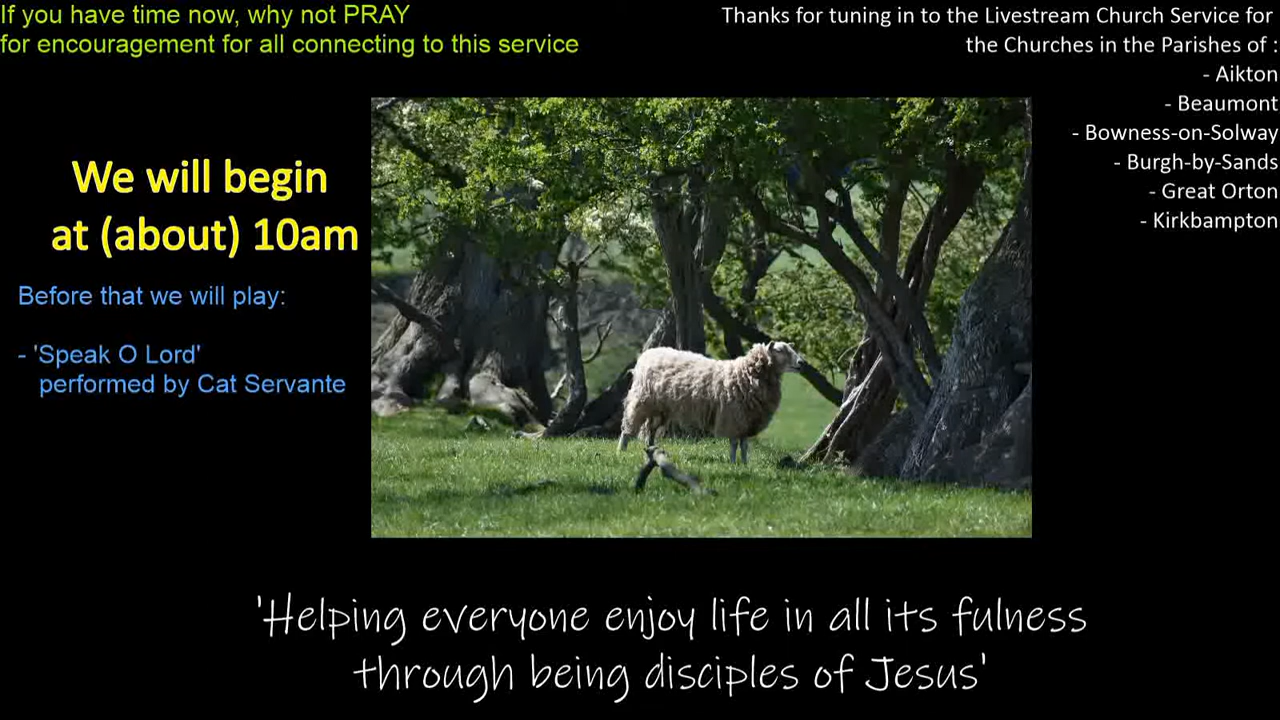 If you have time now, why not PRAY
for encouragement for all connecting to this service
Thanks for tuning in to the Livestream Church Service for
the Churches in the Parishes of :
- Aikton
- Beaumont
- Bowness-on-Solway
- Burgh-by-Sands
- Great Orton
- Kirkbampton
We will begin
at (about) 10am
Before that we will play:
- 'Speak O Lord'
performed by Cat Servante
'Helping everyone enjoy life in all its fulness
through being disciples of Jesus'